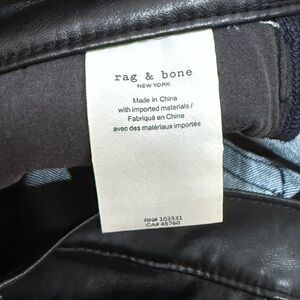 rag & bone
NEW YORK
Made in China
with imported materials /
Fabriqué en Chine
avec des matériaux importés
RN# 103331
CA# 45760